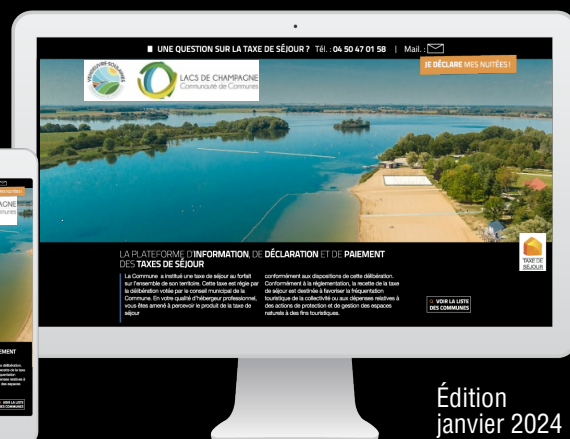 UNE QUESTION SUR LA TAXE DE SÉJOUR ? Tél. : 04 50 47 01 58 | Mail. :
JE DÉCLARE MES NUITÉES !
LACS DE CHAMPAGNE
Communauté de Communes
LA PLATEFORME D'INFORMATION, DE DÉCLARATION ET DE PAIEMENT
DES TAXES DE SÉJOUR
La Commune a institué une taxe de séjour au forfait
sur l'ensemble de son territoire. Cette taxe est régie par
la délibération votée par le conseil municipal de la
Commune. En votre qualité d'hébergeur professionnel,
vous êtes amené à percevoir le produit de la taxe de
séjour
conformément aux dispositions de cette délibération.
Conformément à la réglementation, la recette de la taxe
de séjour est destinée à favoriser la fréquentation
touristique de la collectivité ou aux dépenses relatives à
des actions de protection et de gestion des espaces
naturels à des fins touristiques.
TAXE DE
SÉJOUR
VOIR LA LISTE
DES COMMUNES
Édition
janvier 2024